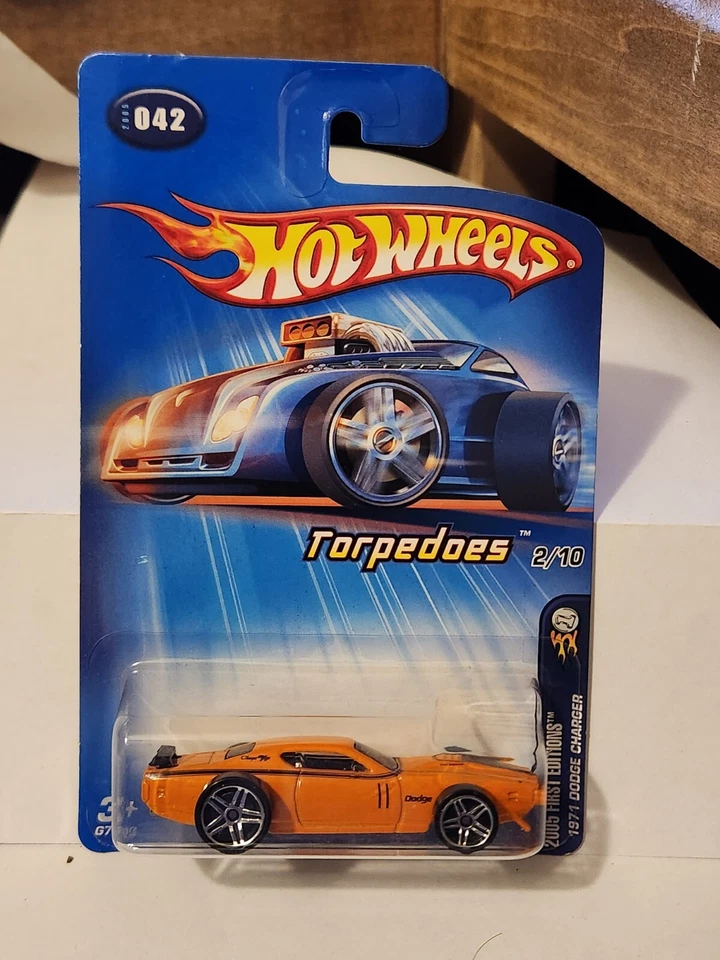 2005
042
HOT WHEELS®
Torpedoes™
2/10
2005 FIRST EDITIONS™
1971 DODGE CHARGER
Dodge
3+